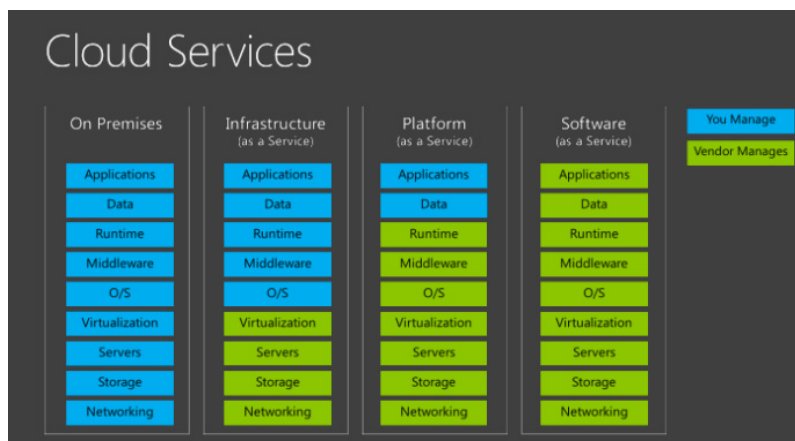 Cloud Services
On Premises
Applications
Data
Runtime
Middleware
O/S
Virtualization
Servers
Storage
Networking
Infrastructure
(as a Service)
Applications
Data
Runtime
Middleware
O/S
Virtualization
Servers
Storage
Networking
Platform
(as a Service)
Applications
Data
Runtime
Middleware
O/S
Virtualization
Servers
Storage
Networking
Software
(as a Service)
Applications
Data
Runtime
Middleware
O/S
Virtualization
Servers
Storage
Networking
You Manage
Vendor Manages